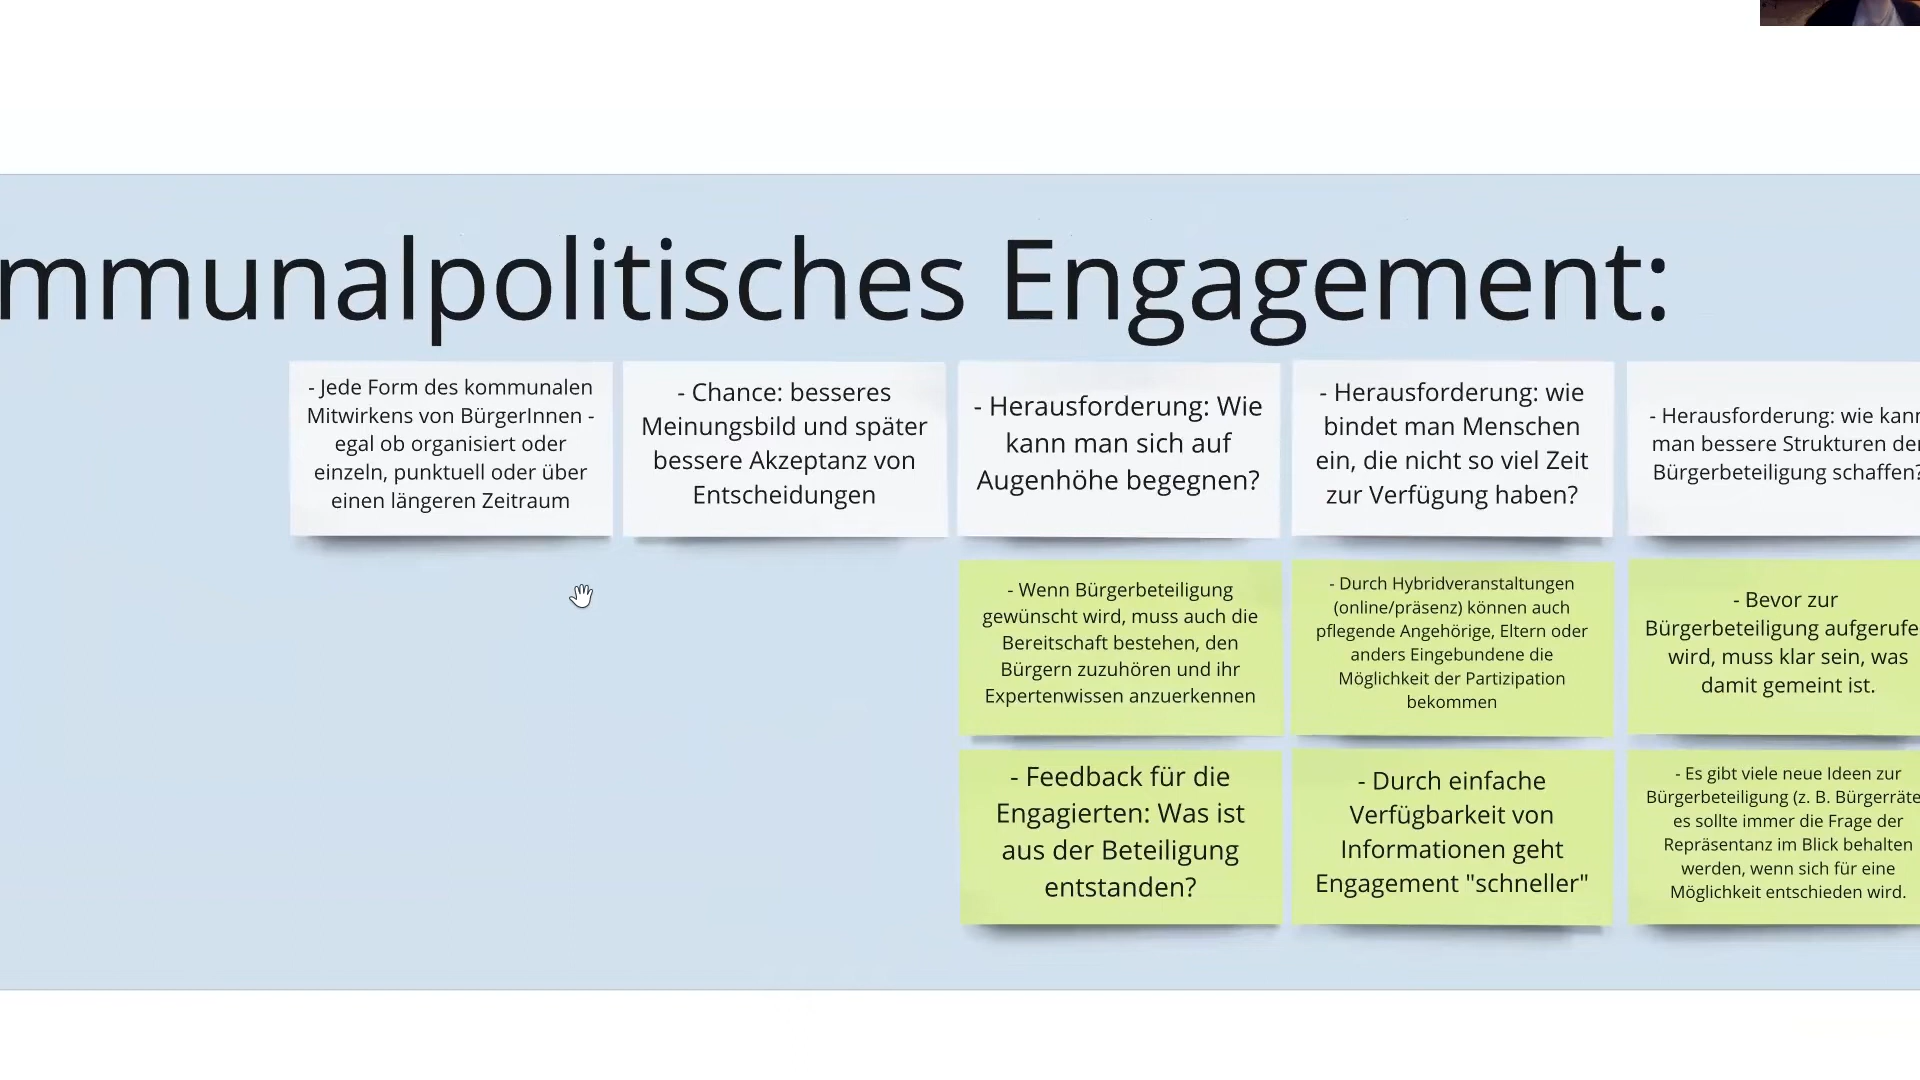 mmunalpolitisches Engagement:
- Jede Form des kommunalen
Mitwirkens von BürgerInnen -
egal ob organisiert oder
einzeln, punktuell oder über
einen längeren Zeitraum
- Chance: besseres
Meinungsbild und später
bessere Akzeptanz von
Entscheidungen
- Herausforderung: Wie
kann man sich auf
Augenhöhe begegnen?
- Herausforderung: wie
bindet man Menschen
ein, die nicht so viel Zeit
zur Verfügung haben?
- Herausforderung: wie kann
man bessere Strukturen der
Bürgerbeteiligung schaffen?
- Wenn Bürgerbeteiligung
gewünscht wird, muss auch die
Bereitschaft bestehen, den
Bürgern zuzuhören und ihr
Expertenwissen anzuerkennen
- Durch Hybridveranstaltungen
(online/präsenz) können auch
pflegende Angehörige, Eltern oder
anders Eingebundene die
Möglichkeit der Partizipation
bekommen
- Bevor zur
Bürgerbeteiligung aufgerufe
wird, muss klar sein, was
damit gemeint ist.
- Feedback für die
Engagierten: Was ist
aus der Beteiligung
entstanden?
- Durch einfache
Verfügbarkeit von
Informationen geht
Engagement "schneller"
- Es gibt viele neue Ideen zur
Bürgerbeteiligung (z. B. Bürgerräte
es sollte immer die Frage der
Repräsentanz im Blick behalten
werden, wenn sich für eine
Möglichkeit entschieden wird.